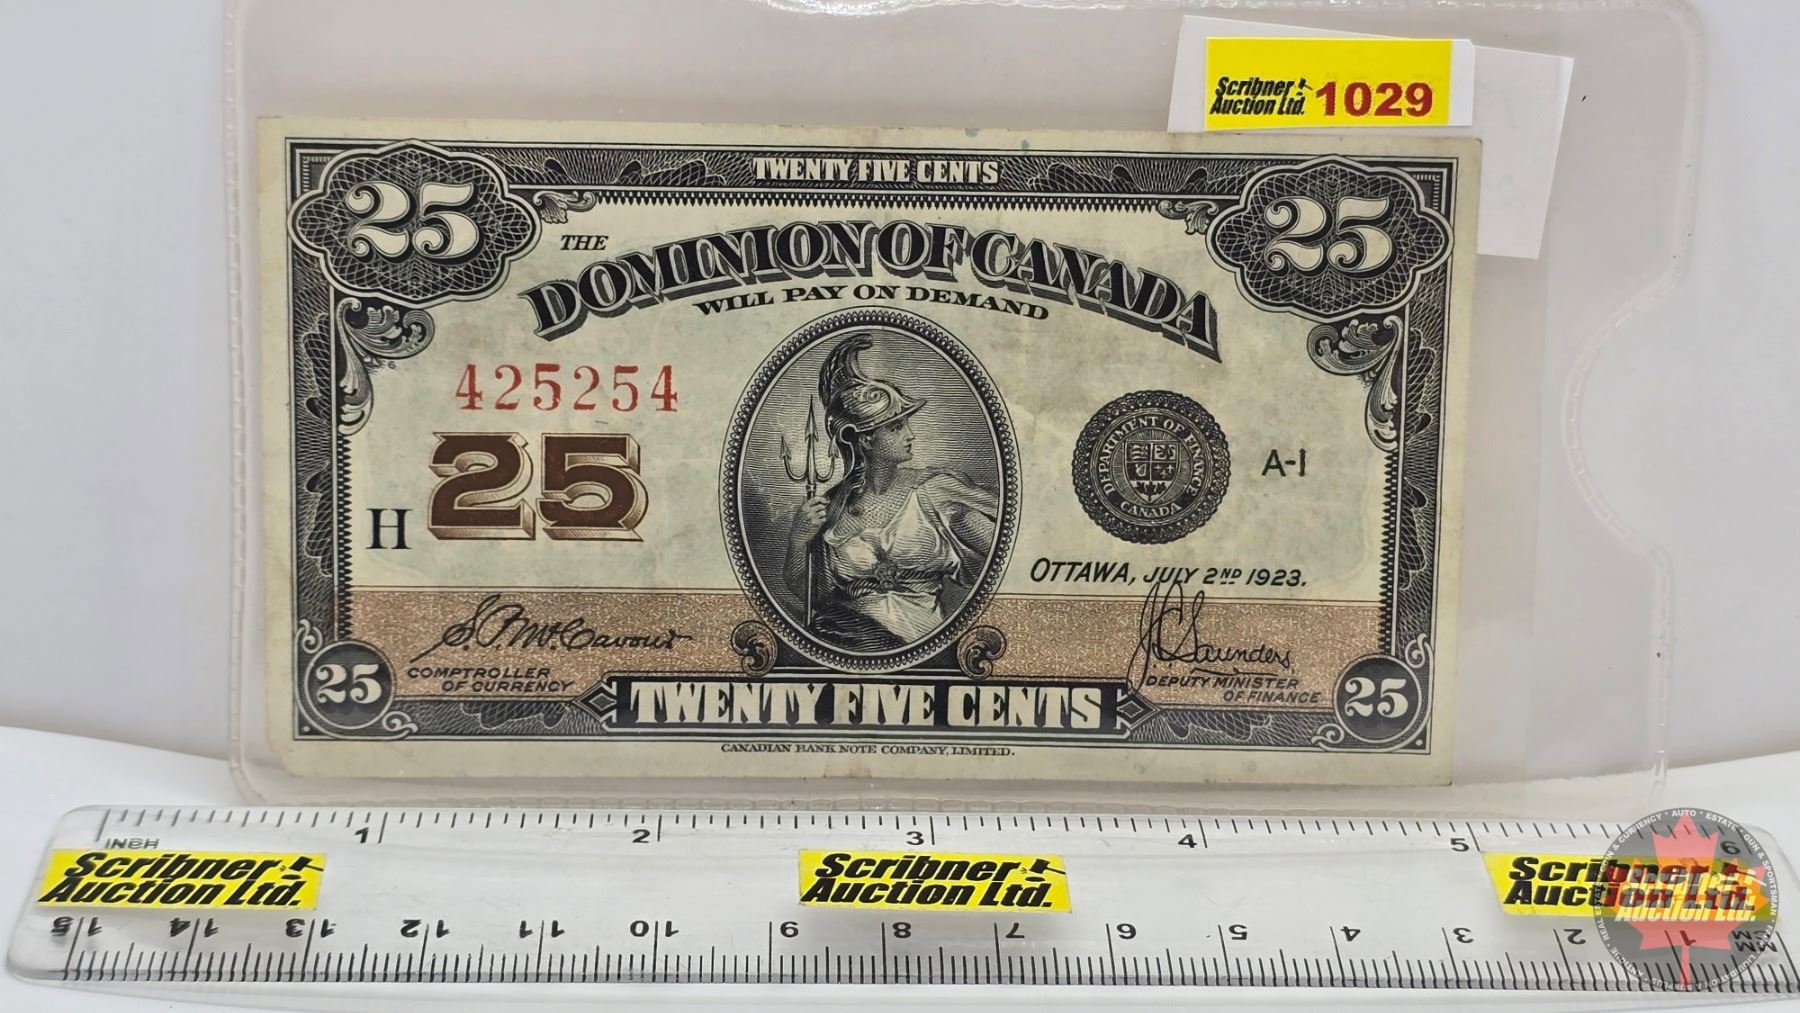 Scribner Auction Ltd. 1029
TWENTY FIVE CENTS
25 25
THE
DOMINION OF CANADA
WILL PAY ON DEMAND
425254
25
H
DEPARTMENT OF FINANCE
CANADA
A-1
OTTAWA, JULY 2ND 1923.
COMPTROLLER
OF CURRENCY
J.C. Saunders
DEPUTY MINISTER
OF FINANCE
25 TWENTY FIVE CENTS 25
CANADIAN BANK NOTE COMPANY, LIMITED.
INCH 1 2 3 4 5 6
Scribner Auction Ltd.
Scribner Auction Ltd.
Scribner Auction Ltd.
15 14 13 12 11 10 9 8 7 6 5 4 3 2 1 CM
MM